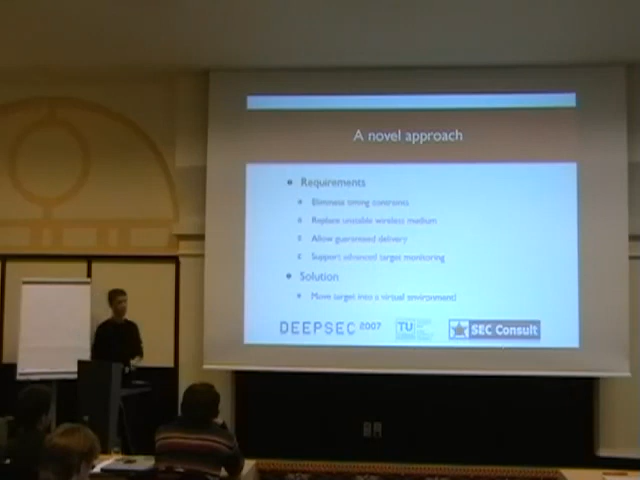 A novel approach
Requirements
Eliminate timing contraints
Replace unstable wireless medium
Allow guaranteed delivery
Support advanced target monitoring
Solution
Move target into a virtual environment!
DEEPSEC 2007
TU
SEC Consult